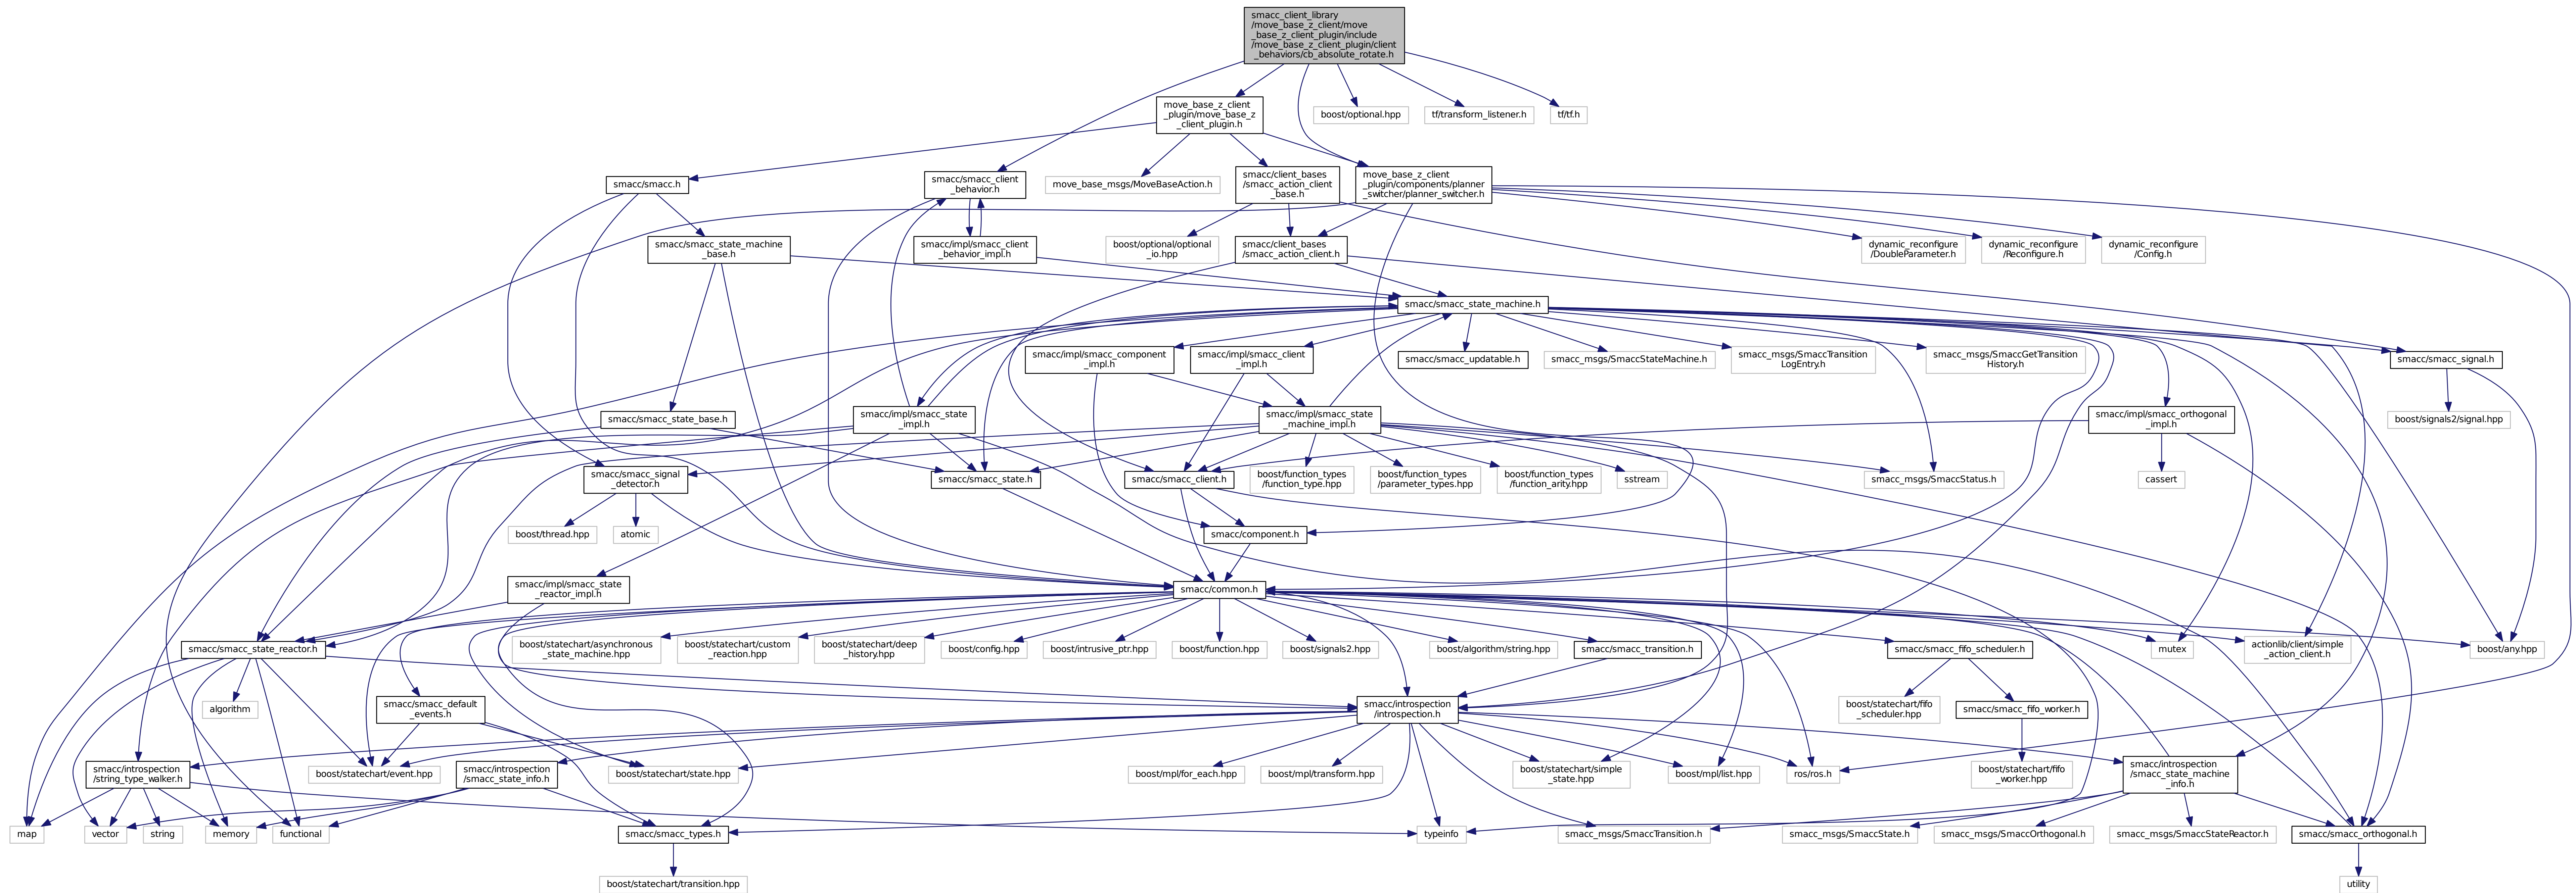 smacc_client_library
/move_base_z_client/move
_base_z_client_plugin/include
/move_base_z_client_plugin/client
_behaviors/cb_absolute_rotate.h
move_base_z_client
_plugin/move_base_z
_client_plugin.h
boost/optional.hpp
tf/transform_listener.h
tf/tf.h
smacc/smacc.h
smacc/smacc_client
_behavior.h
move_base_msgs/MoveBaseAction.h
smacc/client_bases
/smacc_action_client
_base.h
move_base_z_client
_plugin/components/planner
_switcher/planner_switcher.h
smacc/smacc_state_machine
_base.h
smacc/impl/smacc_client
_behavior_impl.h
boost/optional/optional
_io.hpp
smacc/client_bases
/smacc_action_client.h
dynamic_reconfigure
/DoubleParameter.h
dynamic_reconfigure
/Reconfigure.h
dynamic_reconfigure
/Config.h
smacc/smacc_state_machine.h
smacc/impl/smacc_component
_impl.h
smacc/impl/smacc_client
_impl.h
smacc/smacc_updatable.h
smacc_msgs/SmaccStateMachine.h
smacc_msgs/SmaccTransition
LogEntry.h
smacc_msgs/SmaccGetTransition
History.h
smacc/smacc_signal.h
smacc/smacc_state_base.h
smacc/impl/smacc_state
_impl.h
smacc/impl/smacc_state
_machine_impl.h
smacc/impl/smacc_orthogonal
_impl.h
boost/signals2/signal.hpp
smacc/smacc_signal
_detector.h
smacc/smacc_state.h
smacc/smacc_client.h
boost/function_types
/function_type.hpp
boost/function_types
/parameter_types.hpp
boost/function_types
/function_arity.hpp
sstream
smacc_msgs/SmaccStatus.h
cassert
boost/thread.hpp
atomic
smacc/component.h
smacc/impl/smacc_state
_reactor_impl.h
smacc/common.h
smacc/smacc_state_reactor.h
boost/statechart/asynchronous
_state_machine.hpp
boost/statechart/custom
_reaction.hpp
boost/statechart/deep
_history.hpp
boost/config.hpp
boost/intrusive_ptr.hpp
boost/function.hpp
boost/signals2.hpp
boost/algorithm/string.hpp
smacc/smacc_transition.h
smacc/smacc_fifo_scheduler.h
mutex
actionlib/client/simple
_action_client.h
boost/any.hpp
algorithm
smacc/smacc_default
_events.h
smacc/introspection
/introspection.h
boost/statechart/fifo
_scheduler.hpp
smacc/smacc_fifo_worker.h
smacc/introspection
/string_type_walker.h
boost/statechart/event.hpp
smacc/introspection
/smacc_state_info.h
boost/statechart/state.hpp
boost/mpl/for_each.hpp
boost/mpl/transform.hpp
boost/statechart/simple
_state.hpp
boost/mpl/list.hpp
ros/ros.h
boost/statechart/fifo
_worker.hpp
smacc/introspection
/smacc_state_machine
_info.h
map
vector
string
memory
functional
smacc/smacc_types.h
typeinfo
smacc_msgs/SmaccTransition.h
smacc_msgs/SmaccState.h
smacc_msgs/SmaccOrthogonal.h
smacc_msgs/SmaccStateReactor.h
smacc/smacc_orthogonal.h
boost/statechart/transition.hpp
utility